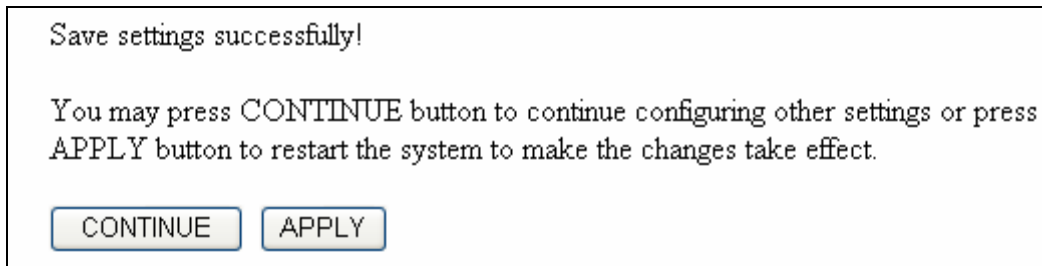 Save settings successfully!
You may press CONTINUE button to continue configuring other settings or press
APPLY button to restart the system to make the changes take effect.
CONTINUE APPLY